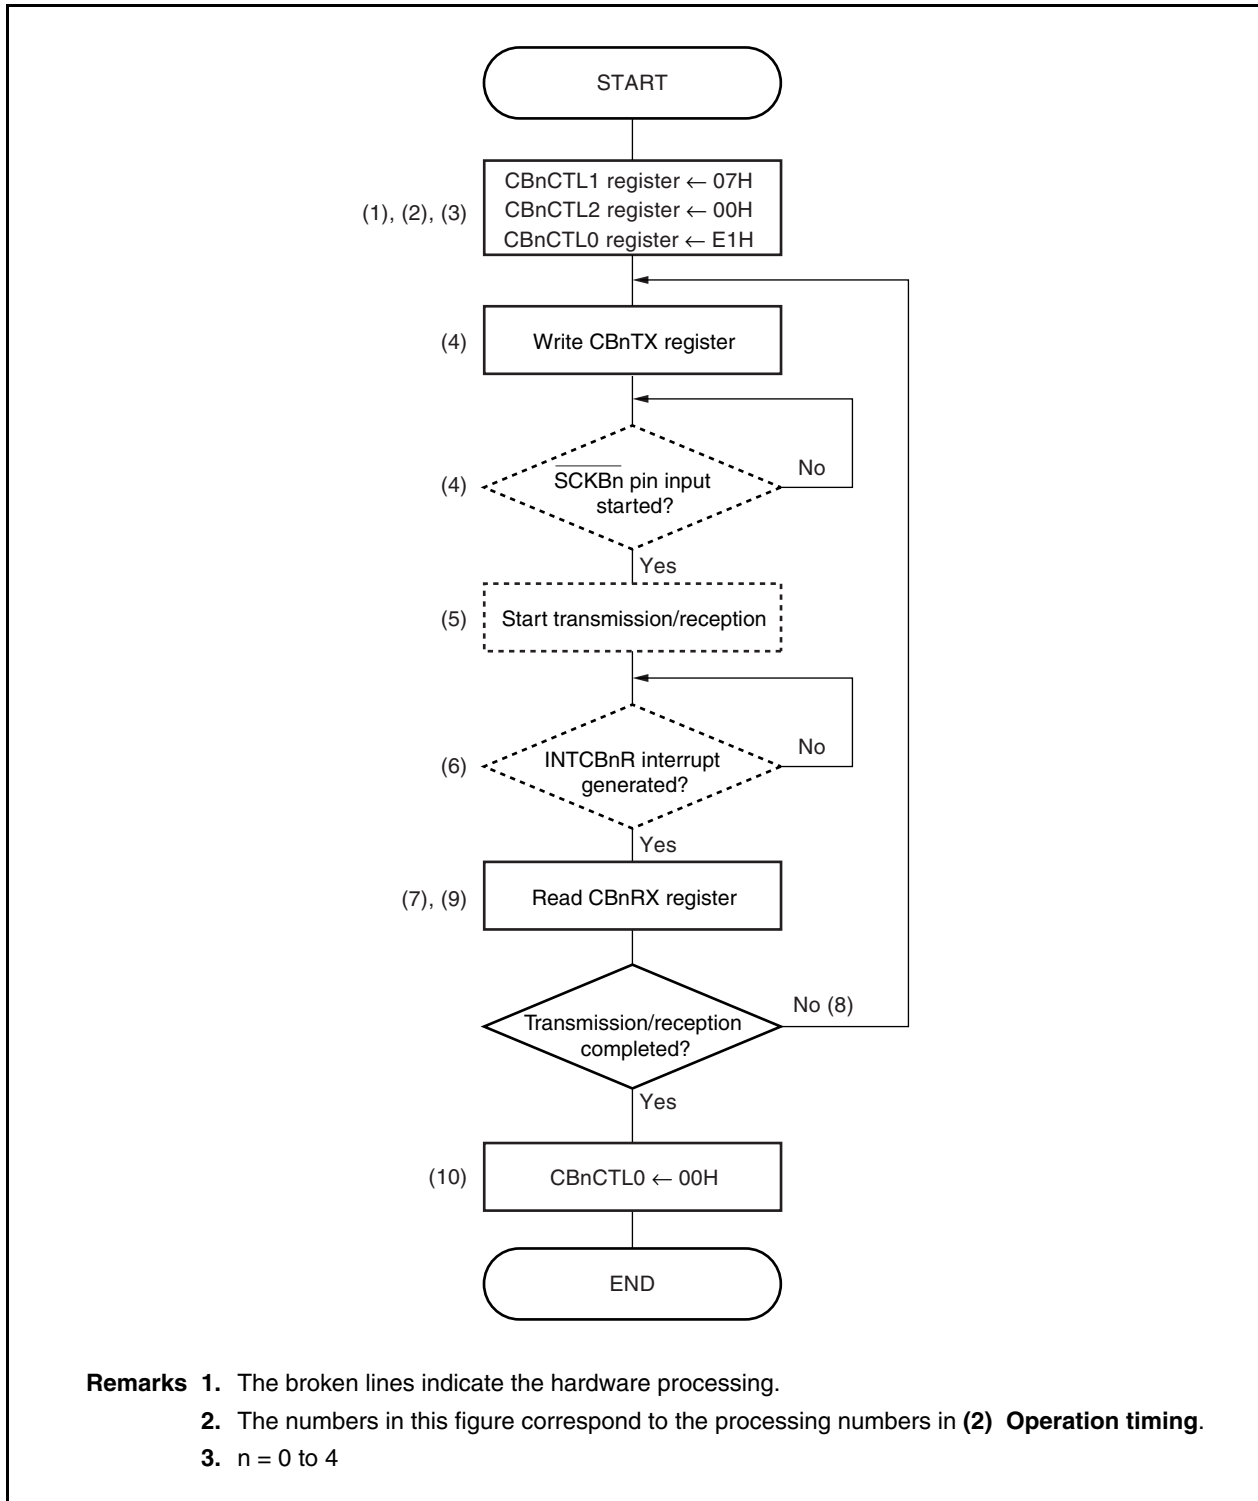 START
(1), (2), (3)
CBnCTL1 register ← 07H
CBnCTL2 register ← 00H
CBnCTL0 register ← E1H
(4)
Write CBnTX register
(4)
SCKBn pin input
started?
No
Yes
(5)
Start transmission/reception
(6)
INTCBnR interrupt
generated?
No
Yes
(7), (9)
Read CBnRX register
Transmission/reception
completed?
No (8)
Yes
(10)
CBnCTL0 ← 00H
END
Remarks 1. The broken lines indicate the hardware processing.
2. The numbers in this figure correspond to the processing numbers in (2) Operation timing.
3. n = 0 to 4